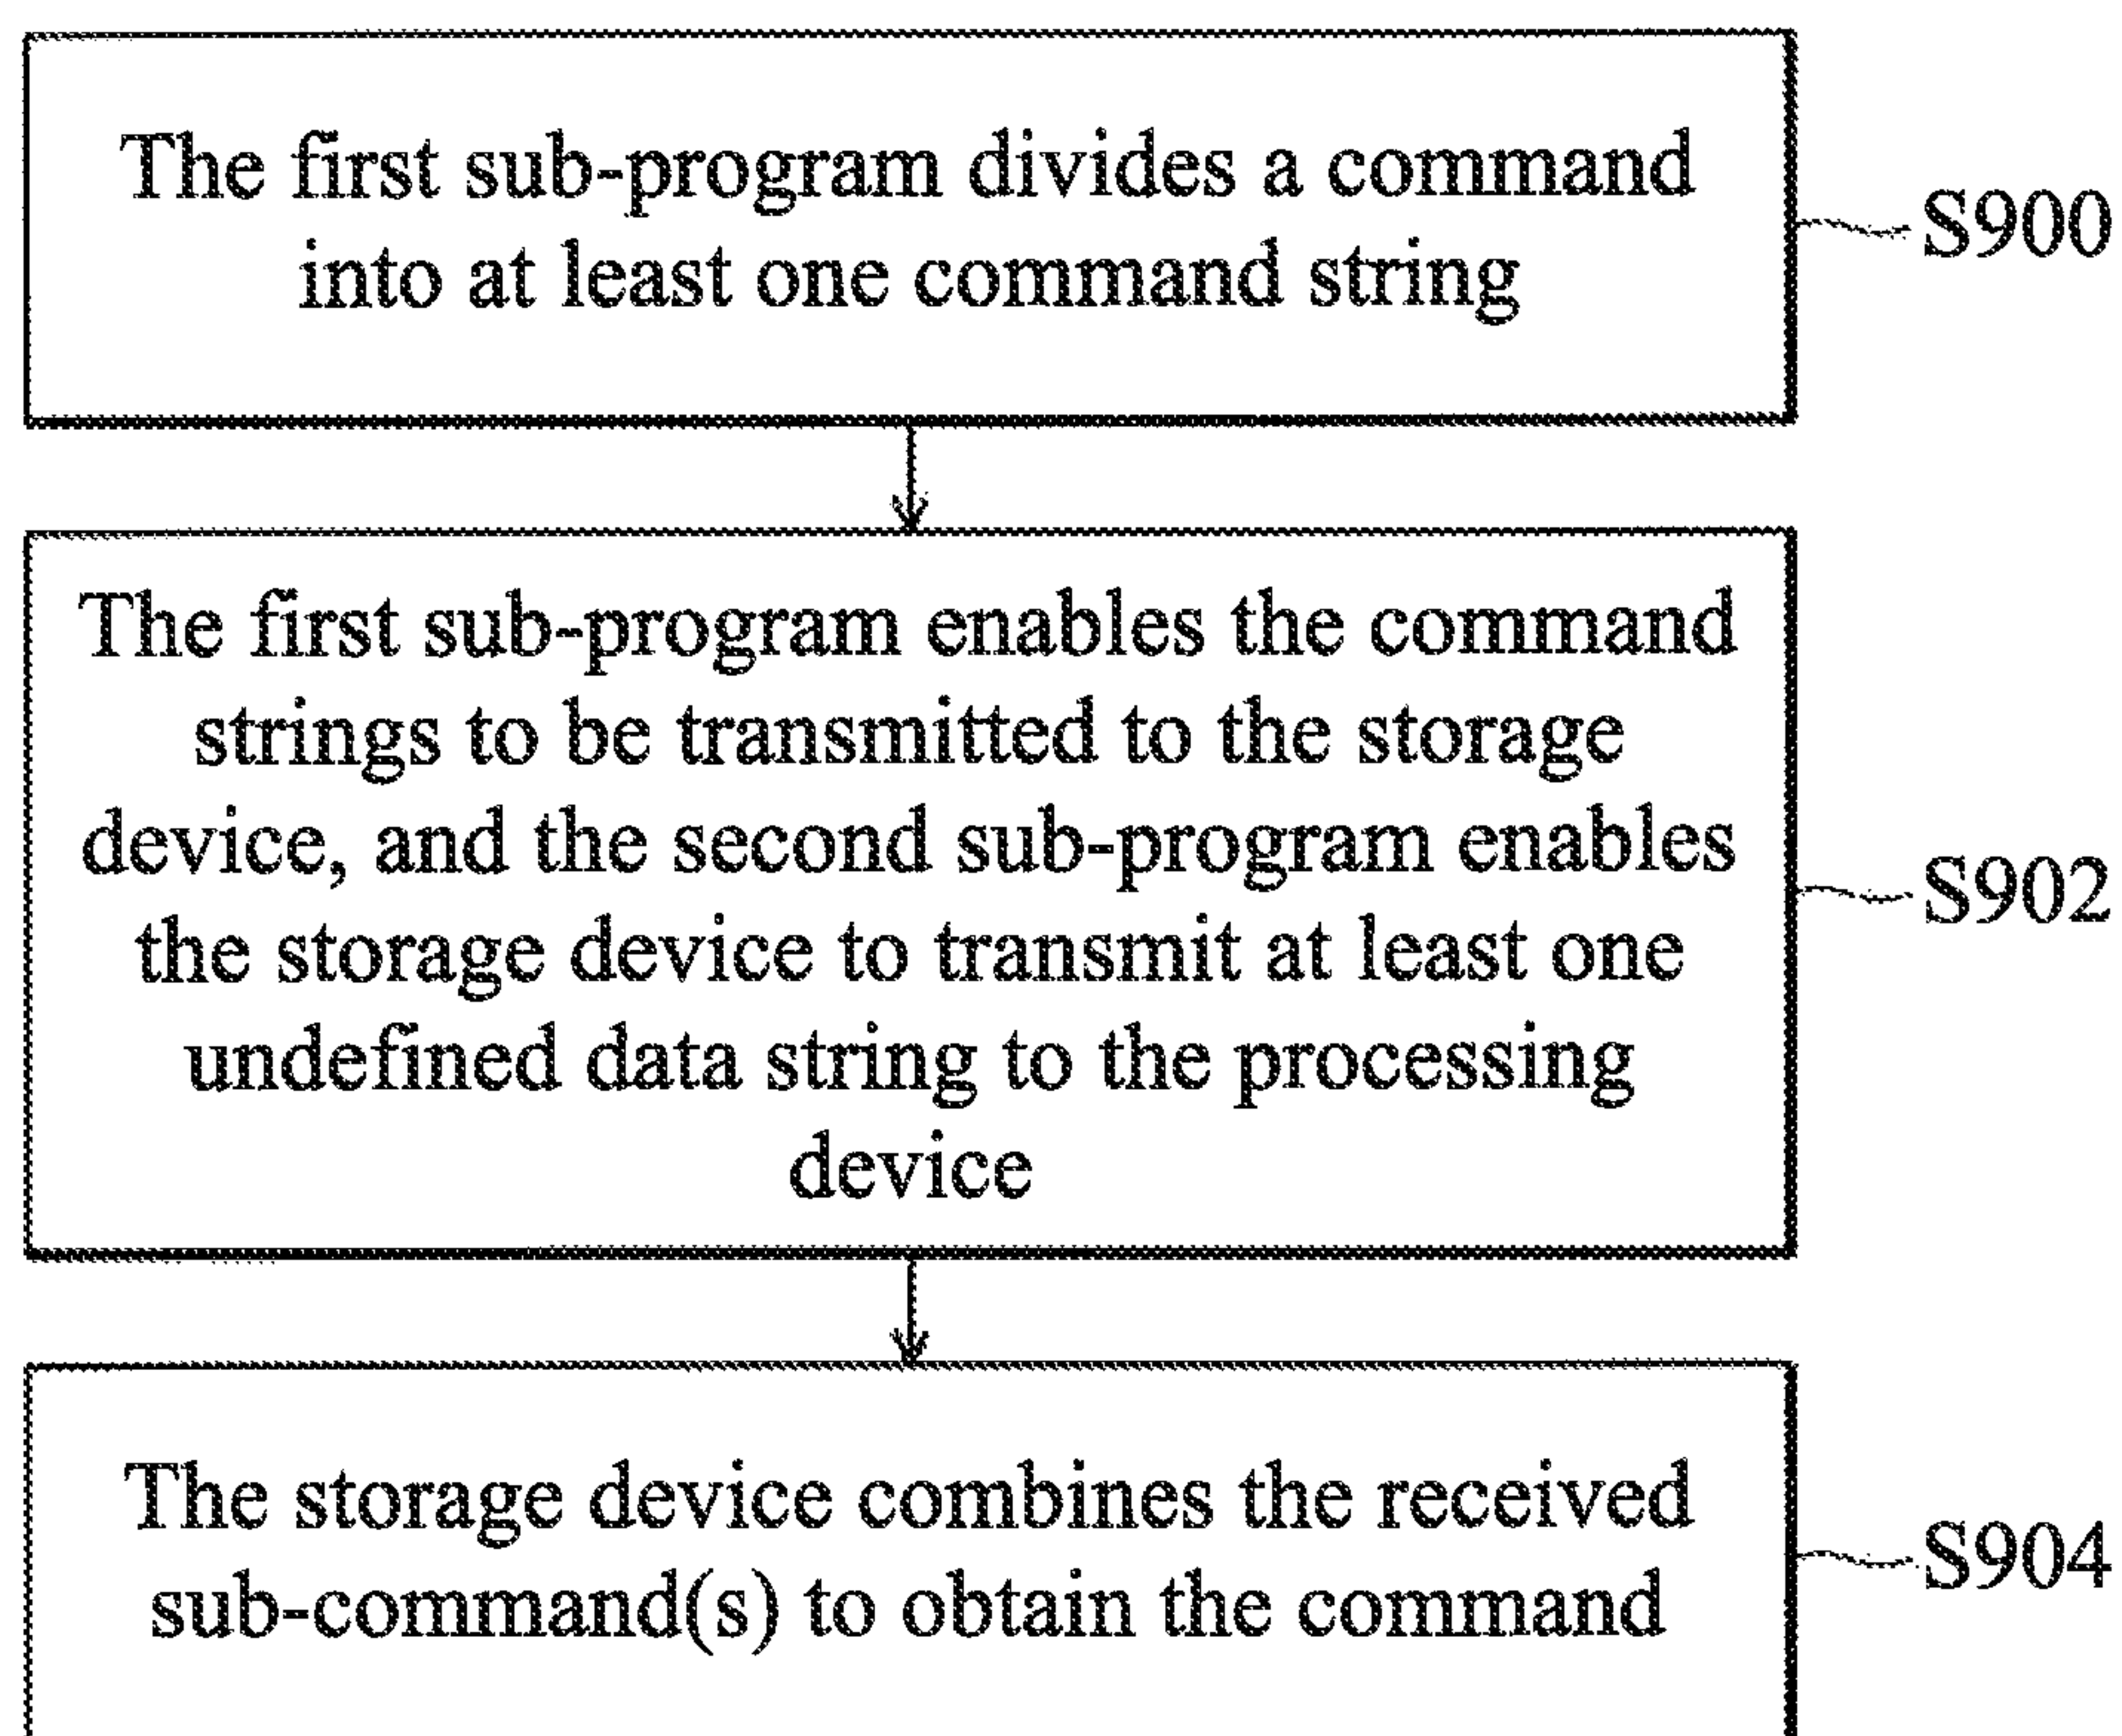 The first sub-program divides a command
into at least one command string
S900
The first sub-program enables the command
strings to be transmitted to the storage
device, and the second sub-program enables
the storage device to transmit at least one
undefined data string to the processing
device
S902
The storage device combines the received
sub-command(s) to obtain the command
S904